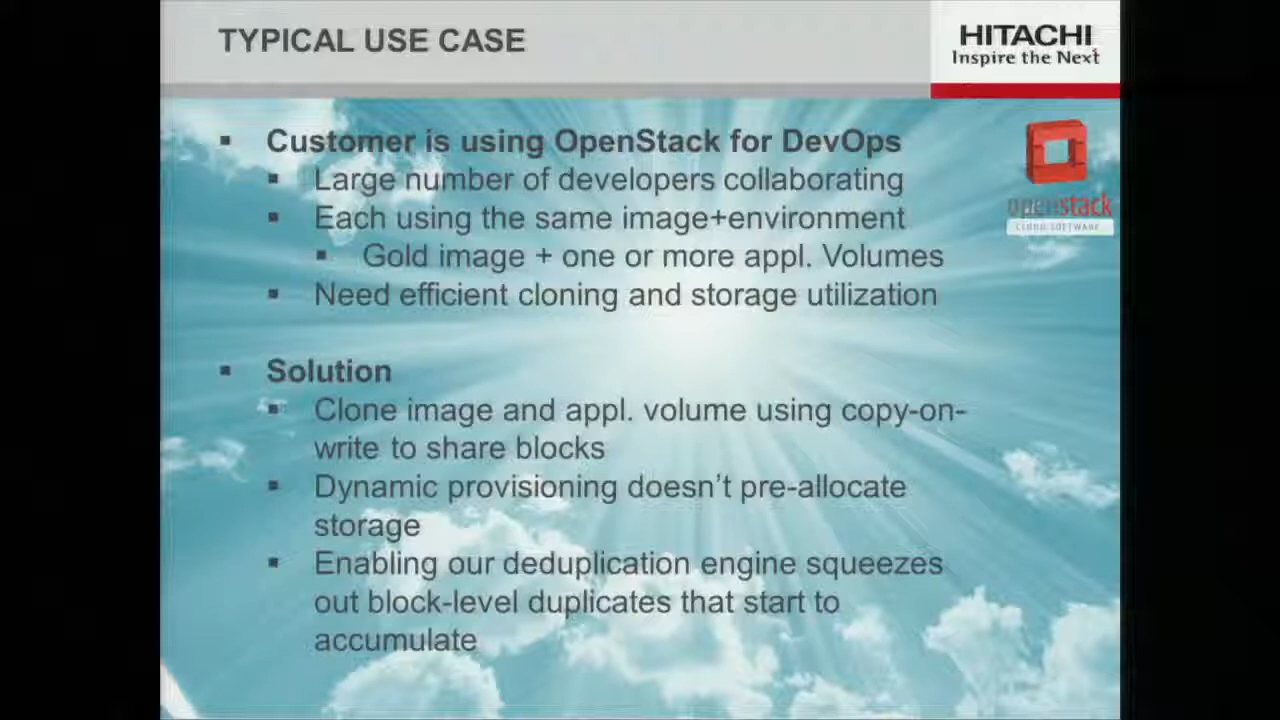 TYPICAL USE CASE
HITACHI
Inspire the Next
▪ Customer is using OpenStack for DevOps
▪ Large number of developers collaborating
▪ Each using the same image+environment
▪ Gold image + one or more appl. Volumes
▪ Need efficient cloning and storage utilization
openstack
CLOUD SOFTWARE
▪ Solution
▪ Clone image and appl. volume using copy-on-
write to share blocks
▪ Dynamic provisioning doesn’t pre-allocate
storage
▪ Enabling our deduplication engine squeezes
out block-level duplicates that start to
accumulate